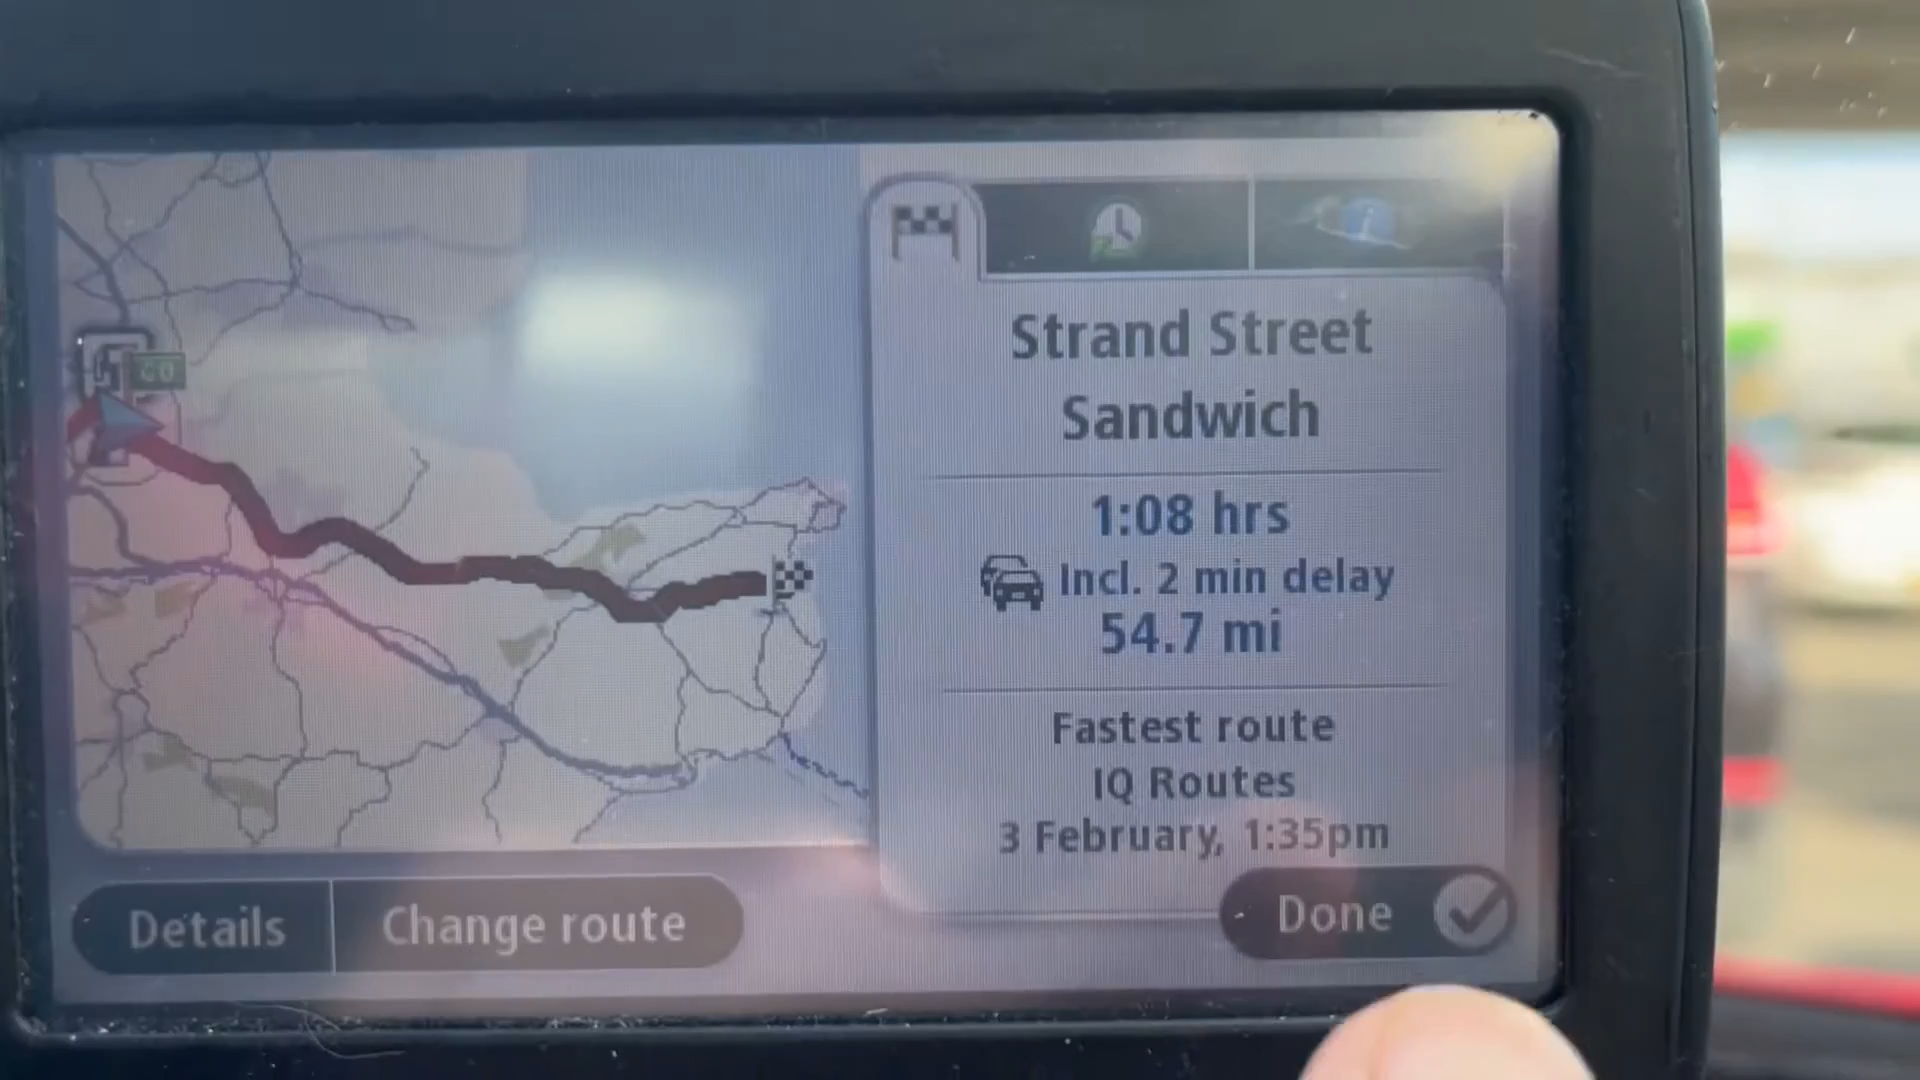 Strand Street
Sandwich
1:08 hrs
Incl. 2 min delay
54.7 mi
Fastest route
IQ Routes
3 February, 1:35pm
Details
Change route
Done